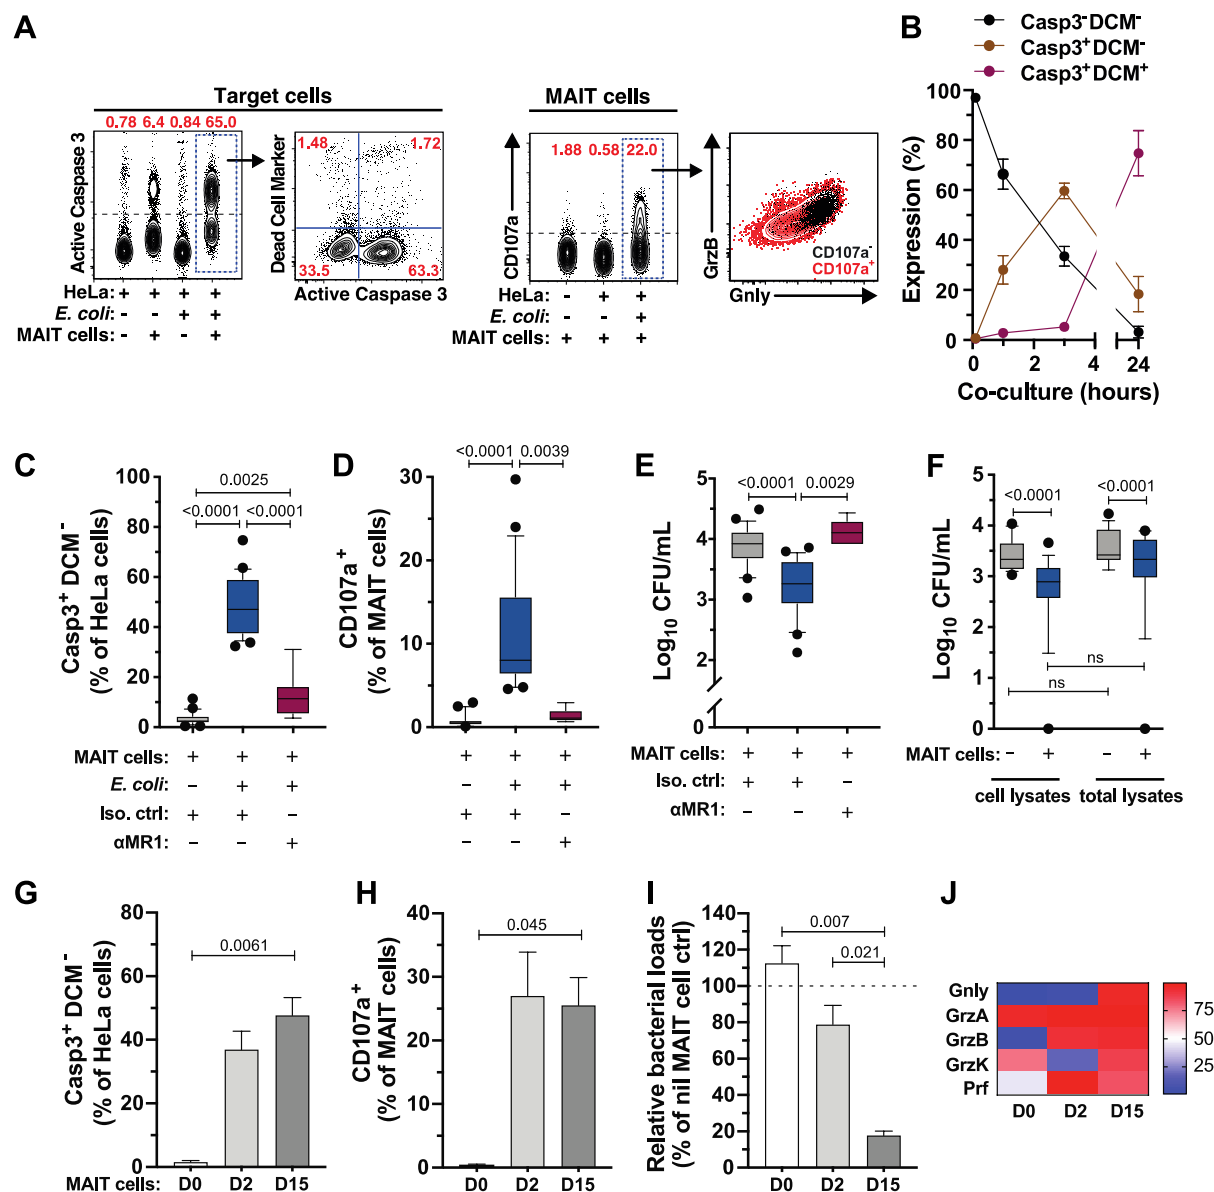 A
Target cells
0.78 6.4 0.84 65.0
Active Caspase 3
HeLa: + + + +
E. coli: - - + +
MAIT cells: - + - +
1.48 1.72
33.5 63.3
Dead Cell Marker
Active Caspase 3
MAIT cells
1.88 0.58 22.0
CD107a
HeLa: - + +
E. coli: - - +
MAIT cells: + + +
GrzB
CD107a⁻
CD107a⁺
Gnly
B
Casp3⁻DCM⁻
Casp3⁺DCM⁻
Casp3⁺DCM⁺
Expression (%)
100
80
60
40
20
0
0 2 4 24
Co-culture (hours)
C
Casp3⁺ DCM⁻
(% of HeLa cells)
100
80
60
40
20
0
0.0025
<0.0001 <0.0001
MAIT cells: + + +
E. coli: – + +
Iso. ctrl: + + –
αMR1: – – +
D
CD107a⁺
(% of MAIT cells)
30
20
10
0
<0.0001 0.0039
+ + +
– + +
+ + –
– – +
E
Log₁₀ CFU/mL
5
4
3
2
0
<0.0001 0.0029
MAIT cells: + + +
Iso. ctrl: + + –
αMR1: – – +
F
Log₁₀ CFU/mL
5
4
3
2
1
0
<0.0001 <0.0001
ns
ns
MAIT cells: – + – +
cell lysates total lysates
G
Casp3⁺ DCM⁻
(% of HeLa cells)
80
60
40
20
0
0.0061
MAIT cells: D0 D2 D15
H
CD107a⁺
(% of MAIT cells)
40
30
20
10
0
0.045
D0 D2 D15
I
Relative bacterial loads
(% of nil MAIT cell ctrl)
140
120
100
80
60
40
20
0
0.007
0.021
D0 D2 D15
J
Gnly
GrzA
GrzB
GrzK
Prf
D0 D2 D15
75
50
25